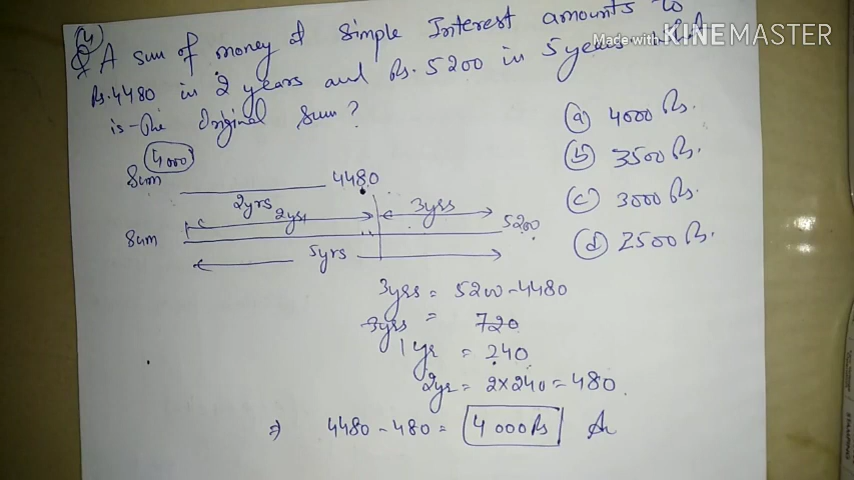 (4)
Q A sum of money at Simple Interest amounts to
Made with KINEMASTER
Rs.4480 in 2 years and Rs.5200 in 5 years.
is the Original Sum?
(a) 4000 Rs.
(b) 3500 Rs.
(c) 3000 Rs.
(d) 2500 Rs.
4000
Sum 4480
2yrs
2yrs 3yrs
Sum 5200
5yrs
3yrs = 5200-4480
3yrs = 720
1yr = 240
2yr = 2×240=480
⇒ 4480-480 = 4000Rs An